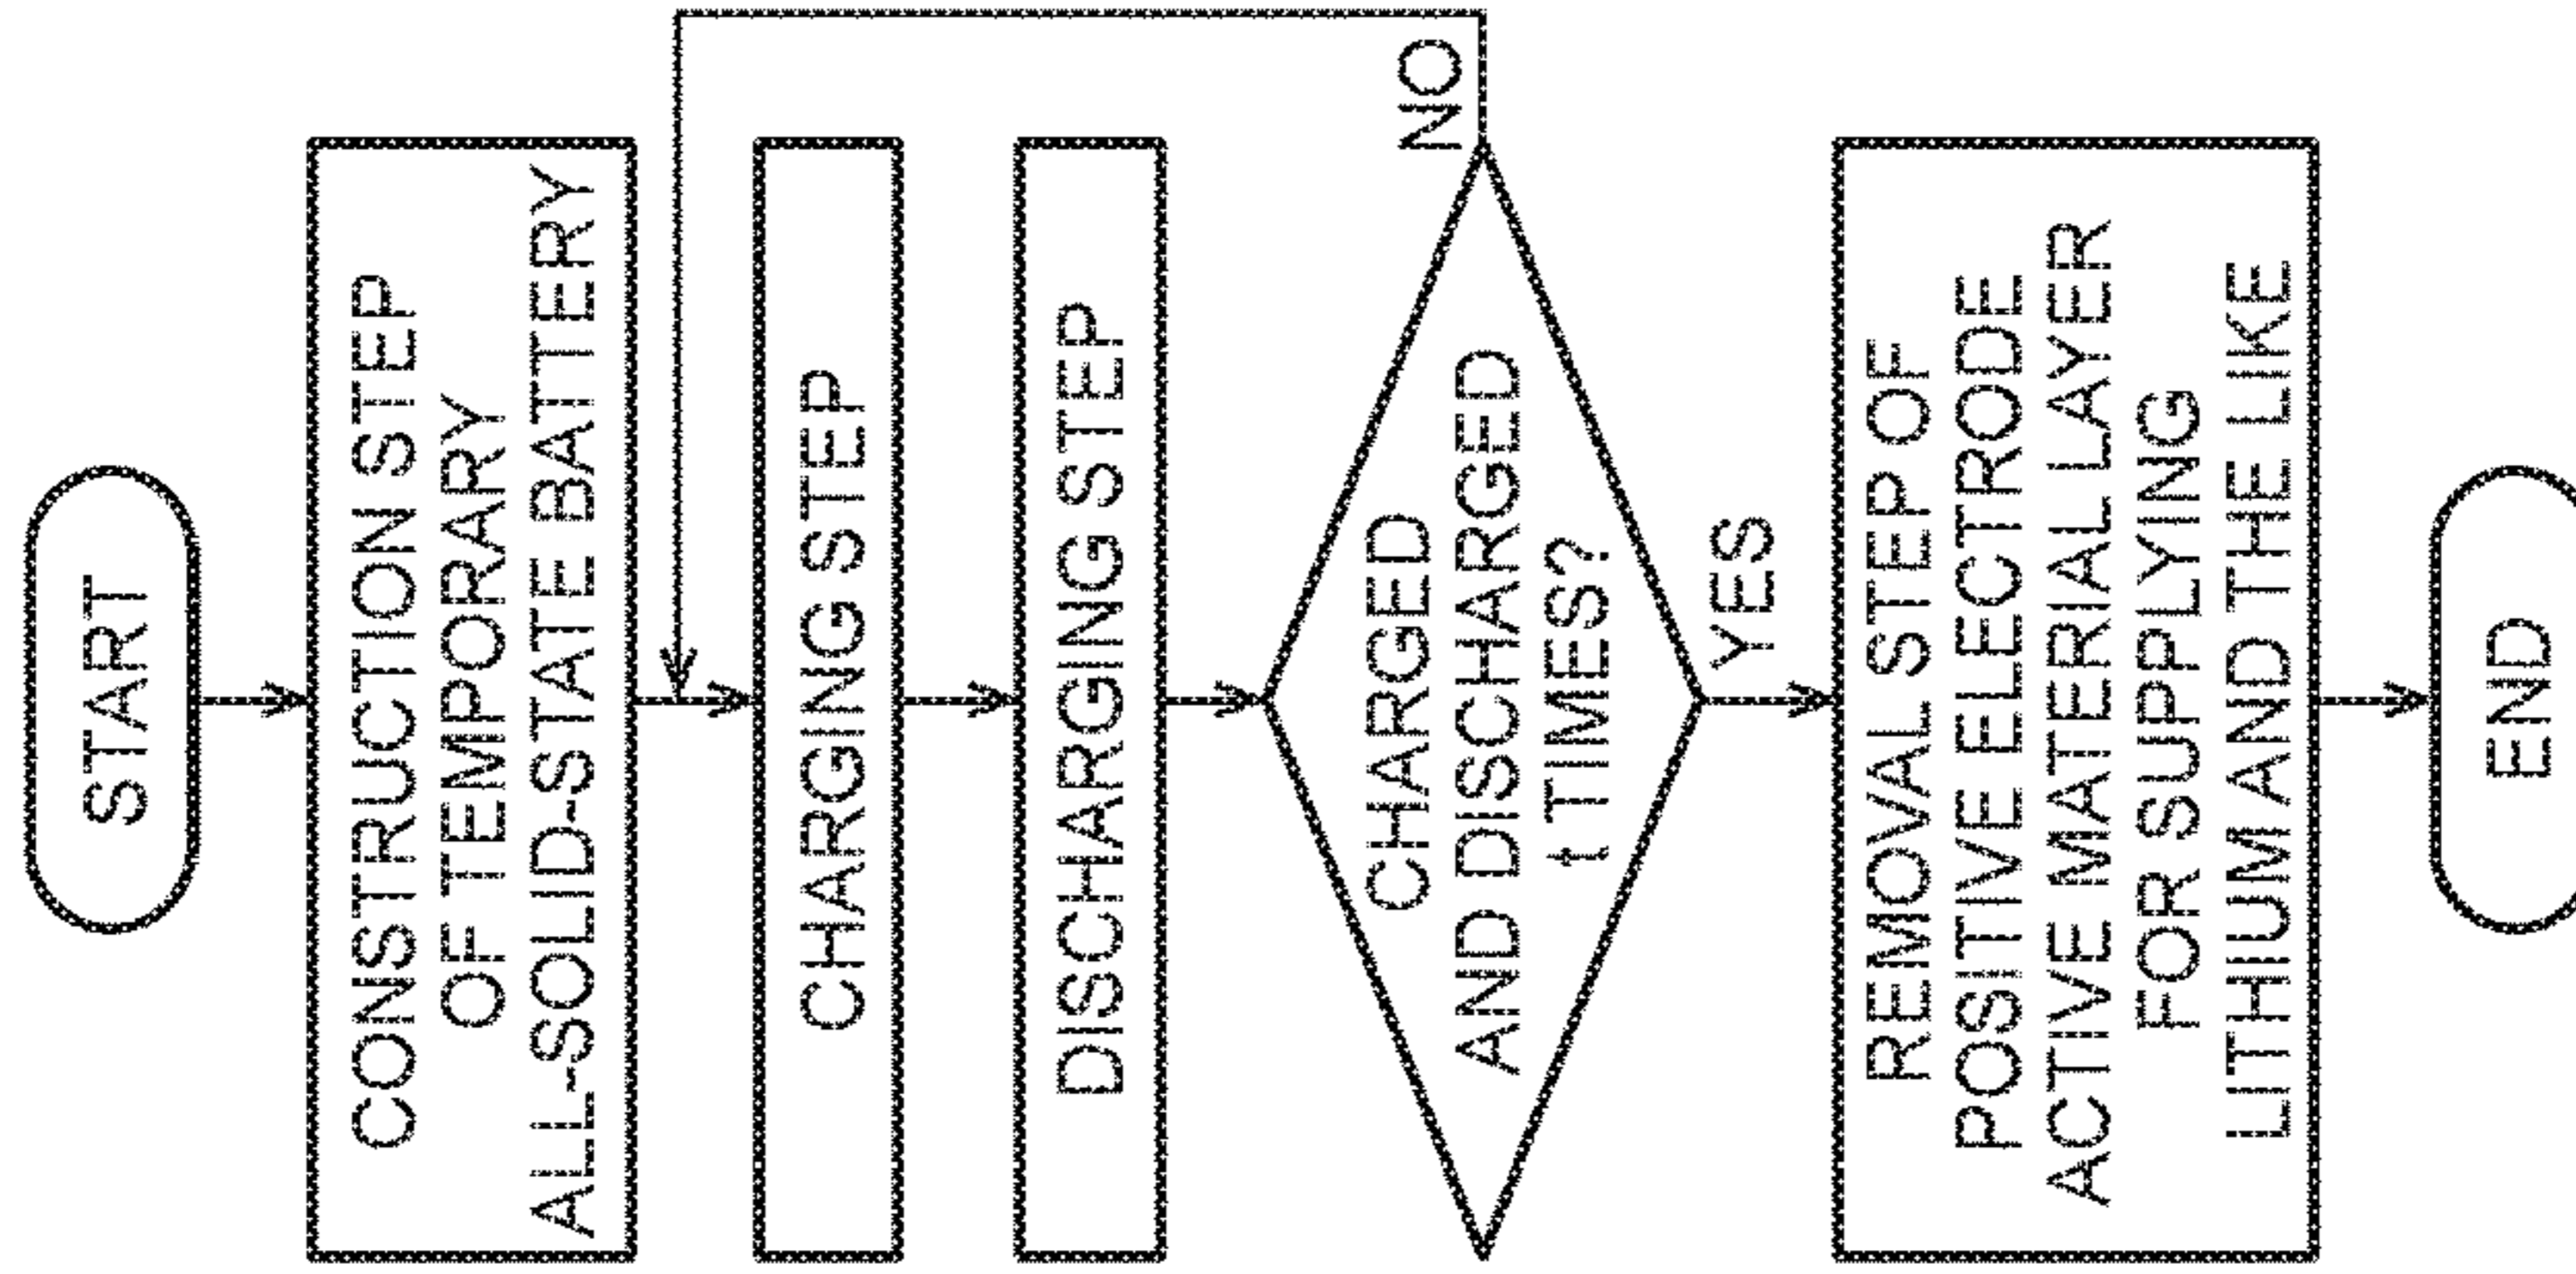 START
CONSTRUCTION STEP
OF TEMPORARY
ALL-SOLID-STATE BATTERY
CHARGING STEP
DISCHARGING STEP
CHARGED
AND DISCHARGED
t TIMES?
NO
YES
REMOVAL STEP OF
POSITIVE ELECTRODE
ACTIVE MATERIAL LAYER
FOR SUPPLYING
LITHIUM AND THE LIKE
END